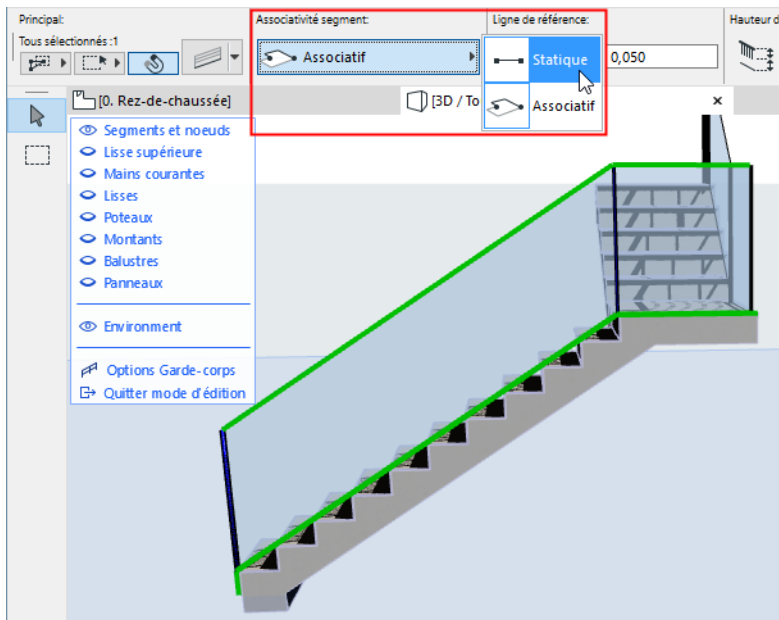 Principal:
Associativité segment:
Ligne de référence:
Hauteur d
Tous sélectionnés :1
Associatif
Statique
0,050
Associatif
[0. Rez-de-chaussée]
[3D / To
Segments et noeuds
Lisse supérieure
Mains courantes
Lisses
Poteaux
Montants
Balustres
Panneaux
Environment
Options Garde-corps
Quitter mode d'édition